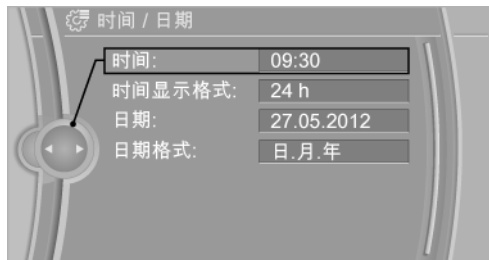 时间 / 日期
时间: 09:30
时间显示格式: 24 h
日期: 27.05.2012
日期格式: 日.月.年